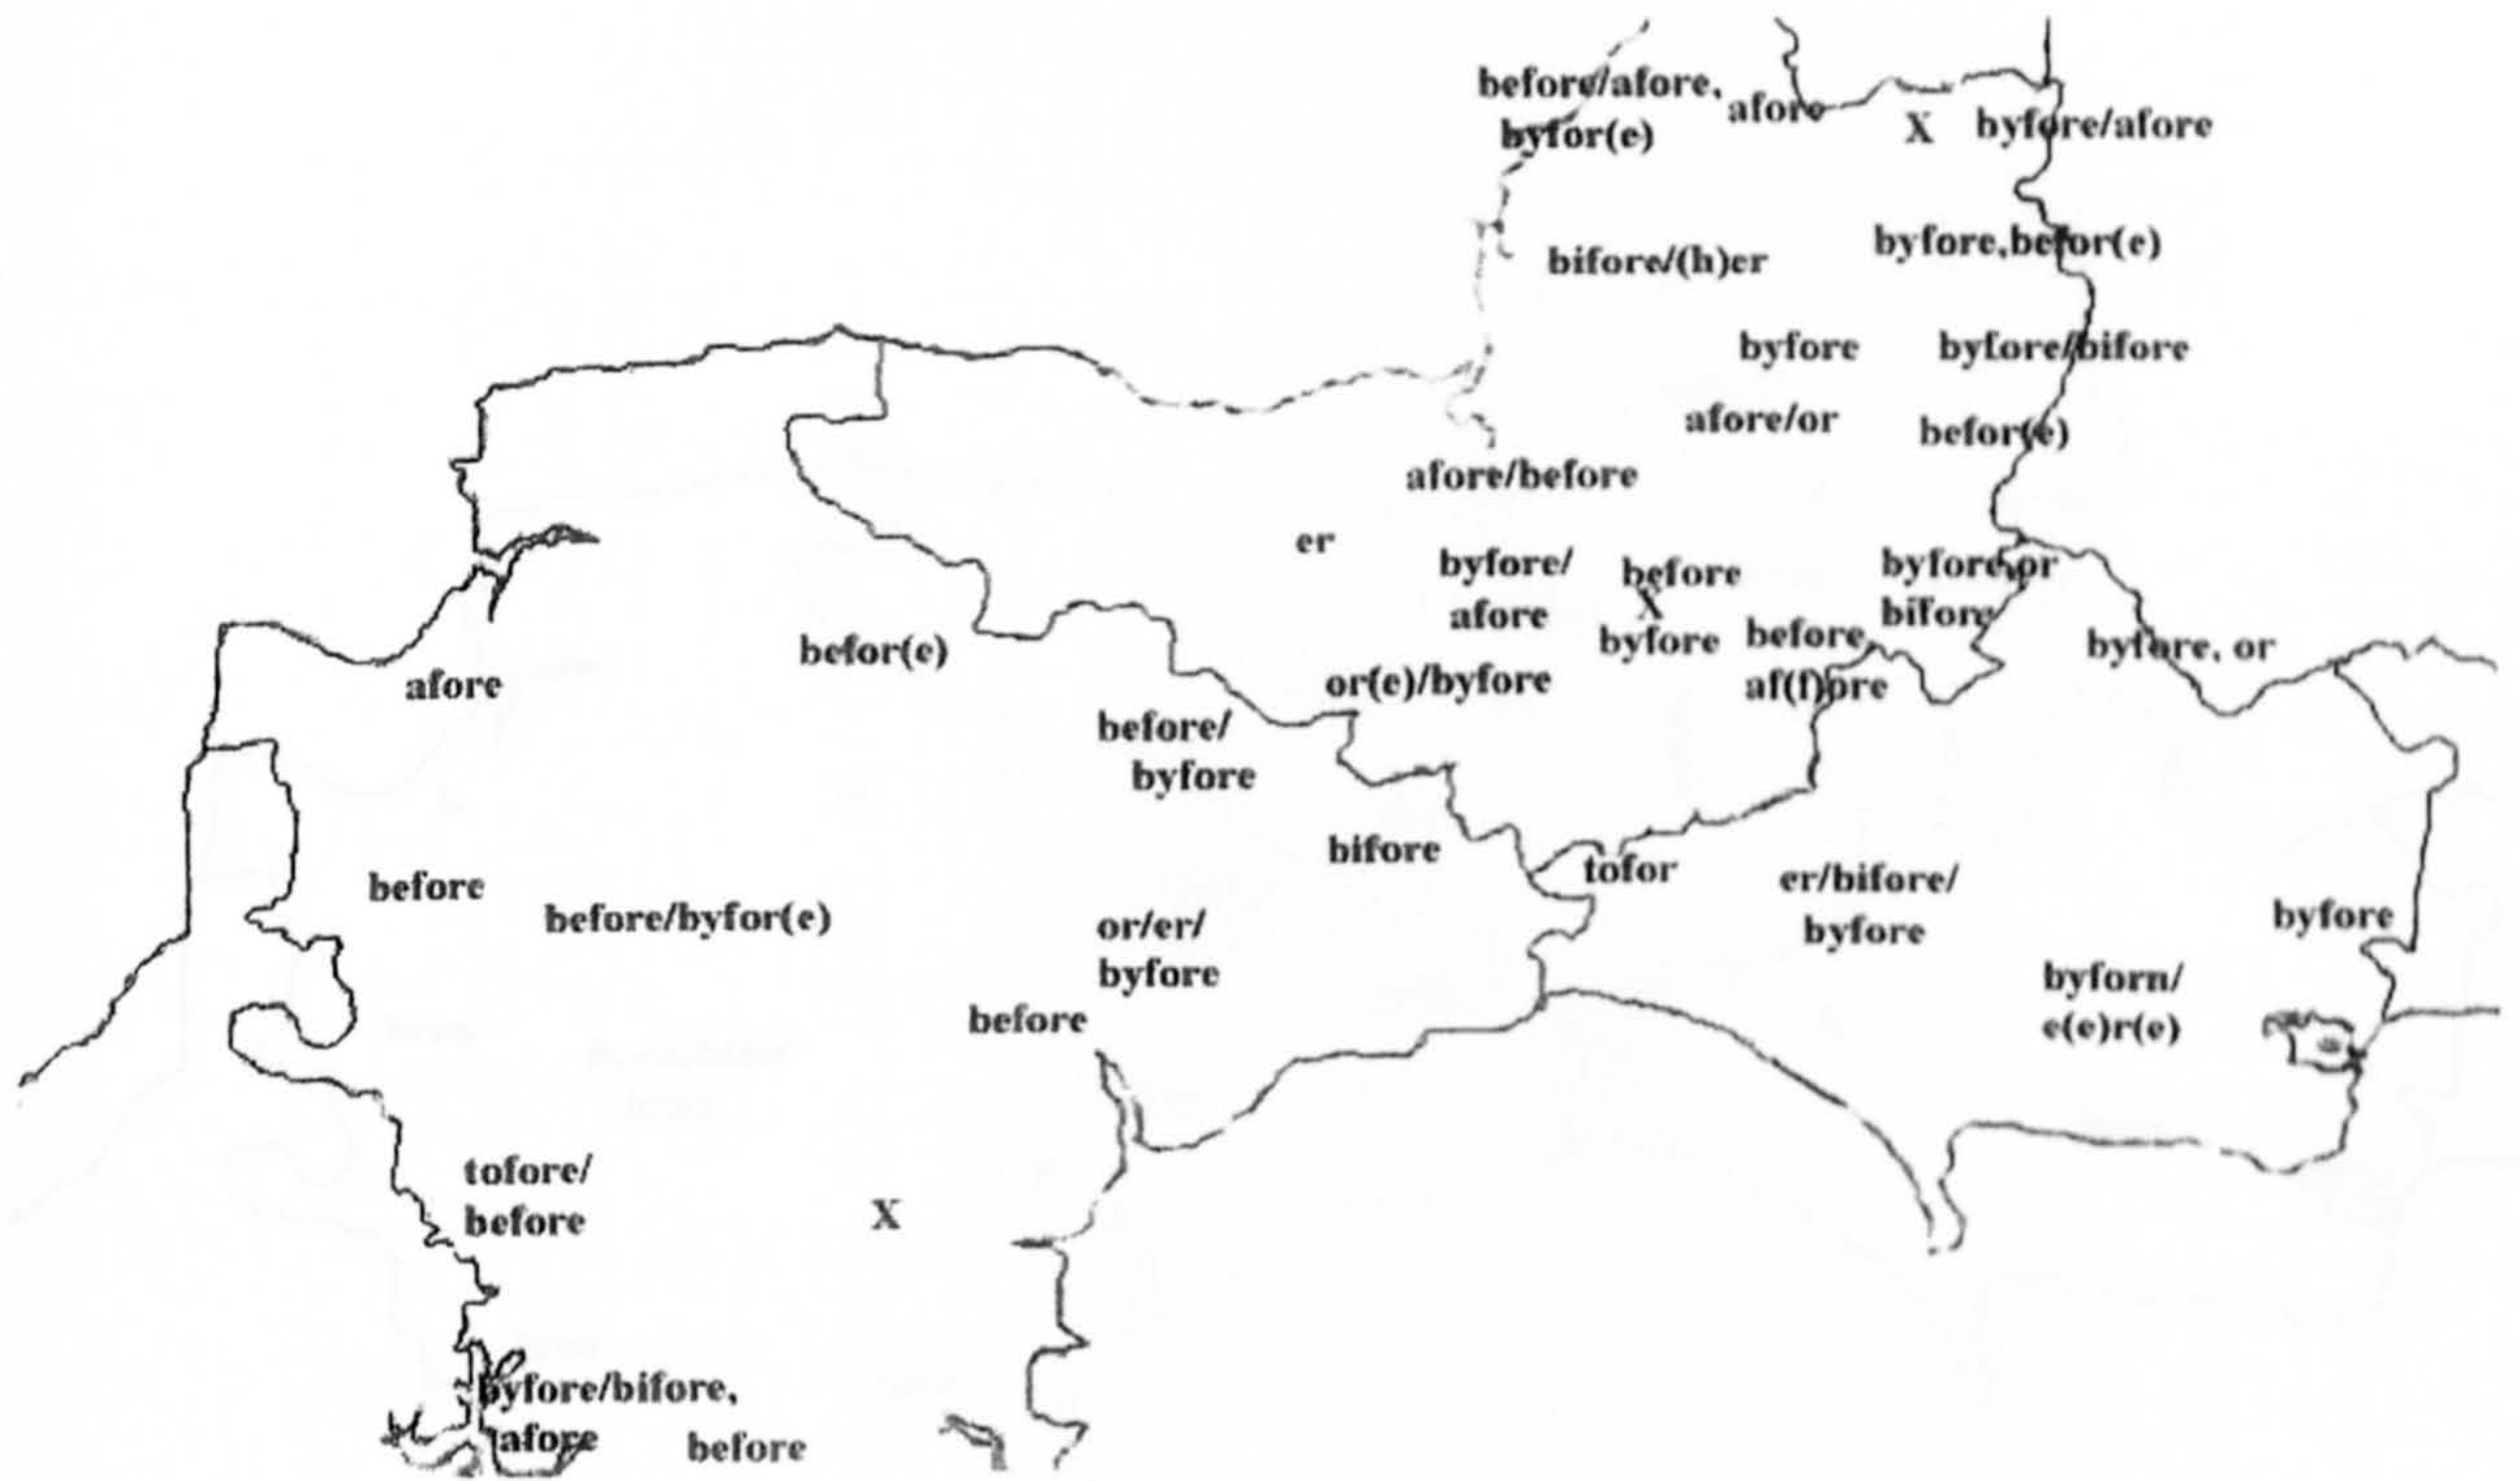 before/afore,
byfor(e)
afore
X
byfore/afore
bifore/(h)er
byfore,befor(e)
byfore
byfore/bifore
afore/or
befor(e)
afore/before
er
byfore/
afore
before
X
byfore
byfore,or
bifore
before,
af(f)ore
byfore, or
or(e)/byfore
befor(e)
afore
before/
byfore
bifore
tofor
er/bifore/
byfore
before
before/byfor(e)
or/er/
byfore
byfore
byforn/
e(e)r(e)
before
tofore/
before
X
byfore/bifore,
afore
before